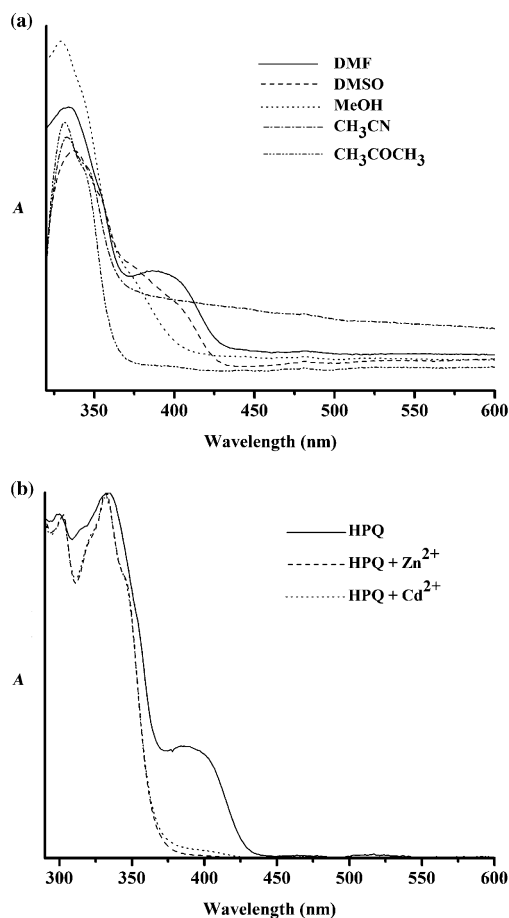 (a)
DMF
DMSO
MeOH
CH3CN
CH3COCH3
A
350 400 450 500 550 600
Wavelength (nm)
(b)
HPQ
HPQ + Zn2+
HPQ + Cd2+
A
300 350 400 450 500 550 600
Wavelength (nm)